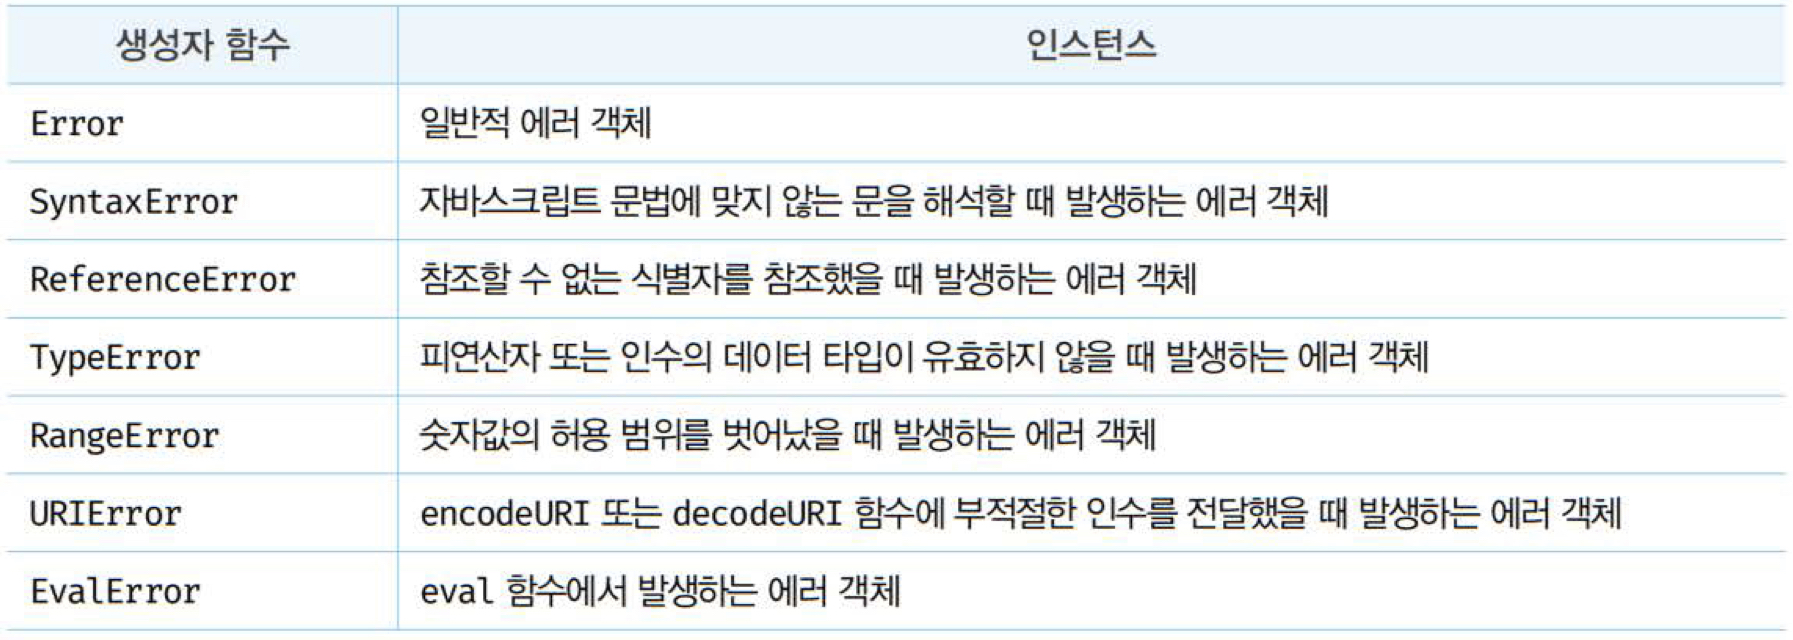 생성자 함수 인스턴스
Error 일반적 에러 객체
SyntaxError 자바스크립트 문법에 맞지 않는 문을 해석할 때 발생하는 에러 객체
ReferenceError 참조할 수 없는 식별자를 참조했을 때 발생하는 에러 객체
TypeError 피연산자 또는 인수의 데이터 타입이 유효하지 않을 때 발생하는 에러 객체
RangeError 숫자값의 허용 범위를 벗어났을 때 발생하는 에러 객체
URIError encodeURI 또는 decodeURI 함수에 부적절한 인수를 전달했을 때 발생하는 에러 객체
EvalError eval 함수에서 발생하는 에러 객체